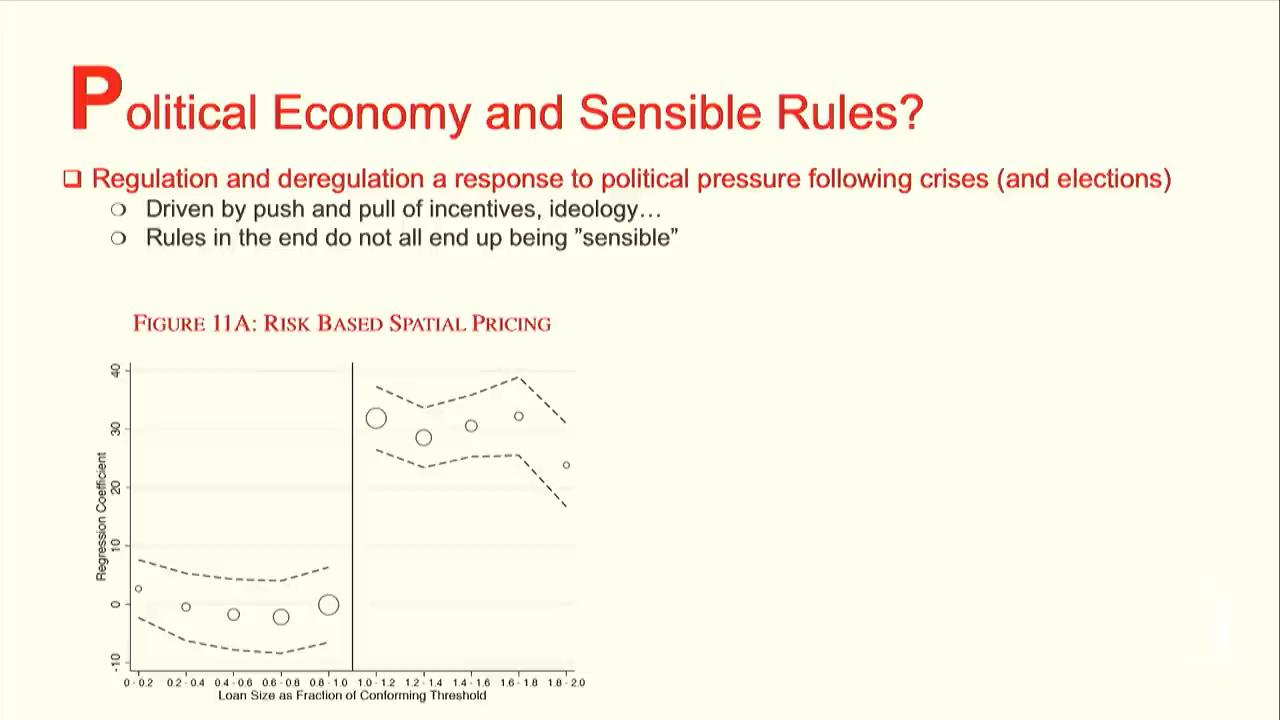 Political Economy and Sensible Rules?
❑ Regulation and deregulation a response to political pressure following crises (and elections)
❍ Driven by push and pull of incentives, ideology…
❍ Rules in the end do not all end up being ”sensible”
FIGURE 11A: RISK BASED SPATIAL PRICING
Regression Coefficient
40
30
20
10
0
-10
0 - 0.2 0.2 - 0.4 0.4 - 0.6 0.6 - 0.8 0.8 - 1.0 1.0 - 1.2 1.2 - 1.4 1.4 - 1.6 1.6 - 1.8 1.8 - 2.0
Loan Size as Fraction of Conforming Threshold